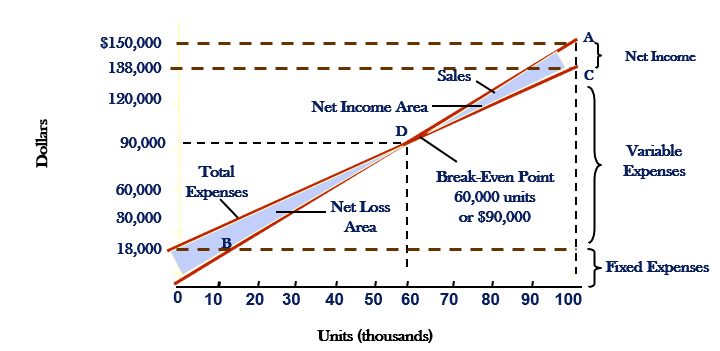 A
$150,000
Net Income
188,000
C
Sales
120,000
Net Income Area
D
90,000
Dollars
Variable
Expenses
Total
Expenses
Break-Even Point
60,000 units
or $90,000
60,000
Net Loss
Area
30,000
B
18,000
Fixed Expenses
0 10 20 30 40 50 60 70 80 90 100
Units (thousands)